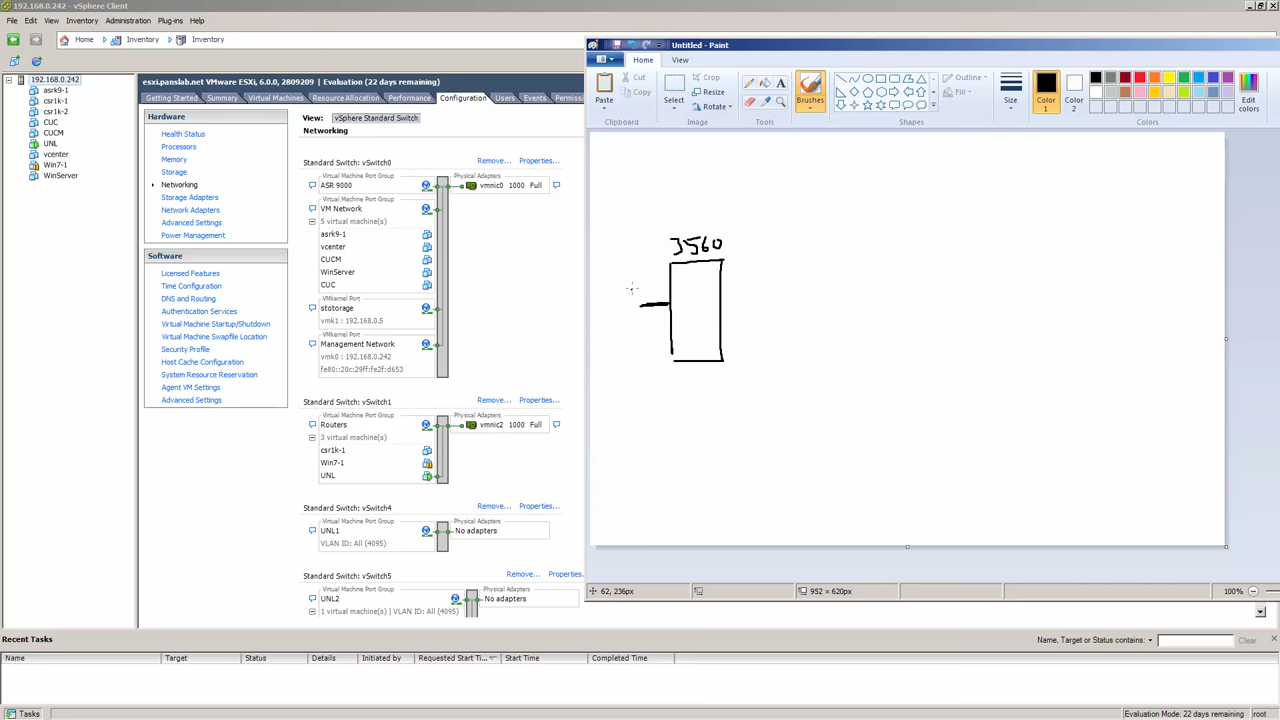 192.168.0.242 - vSphere Client
File Edit View Inventory Administration Plug-ins Help
Home Inventory Inventory
192.168.0.242
asrk9-1
csr1k-1
csr1k-2
CUC
CUCM
UNL
vcenter
Win7-1
WinServer
esxi.panslab.net VMware ESXi, 6.0.0, 2809209 | Evaluation (22 days remaining)
Getting Started Summary Virtual Machines Resource Allocation Performance Configuration Users Events Permissi
Hardware
Health Status
Processors
Memory
Storage
Networking
Storage Adapters
Network Adapters
Advanced Settings
Power Management
Software
Licensed Features
Time Configuration
DNS and Routing
Authentication Services
Virtual Machine Startup/Shutdown
Virtual Machine Swapfile Location
Security Profile
Host Cache Configuration
System Resource Reservation
Agent VM Settings
Advanced Settings
View: vSphere Standard Switch
Networking
Standard Switch: vSwitch0 Remove... Properties...
Virtual Machine Port Group Physical Adapters
ASR 9000 vmnic0 1000 Full
Virtual Machine Port Group
VM Network
5 virtual machine(s)
asrk9-1
vcenter
CUCM
WinServer
CUC
VMkernel Port
stotorage
vmk1 : 192.168.0.5
VMkernel Port
Management Network
vmk0 : 192.168.0.242
fe80::20c:29ff:fe2f:d653
Standard Switch: vSwitch1 Remove... Properties...
Virtual Machine Port Group Physical Adapters
Routers vmnic2 1000 Full
3 virtual machine(s)
csr1k-1
Win7-1
UNL
Standard Switch: vSwitch4 Remove... Properties...
Virtual Machine Port Group Physical Adapters
UNL1 No adapters
VLAN ID: All (4095)
Standard Switch: vSwitch5 Remove... Properties...
Virtual Machine Port Group Physical Adapters
UNL2 No adapters
1 virtual machine(s) | VLAN ID: All (4095)
Untitled - Paint
Home View
Paste Cut Copy
Clipboard
Select Crop Resize Rotate
Image
A
Tools
Brushes
Outline
Fill
Shapes
Size
Color 1
Color 2
Edit colors
Colors
3560
62, 236px
952 × 620px
100%
Recent Tasks
Name, Target or Status contains: Clear
Name Target Status Details Initiated by Requested Start Ti... Start Time Completed Time
Tasks
Evaluation Mode: 22 days remaining root